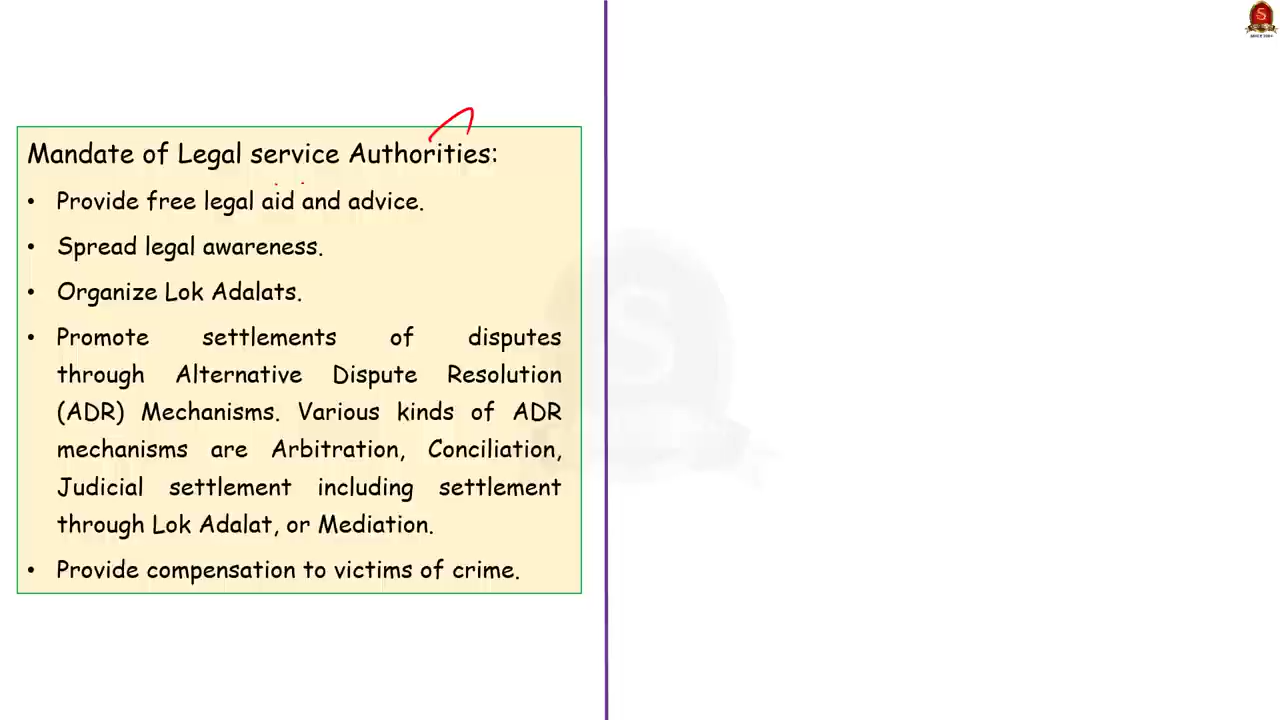 Mandate of Legal service Authorities:
• Provide free legal aid and advice.
• Spread legal awareness.
• Organize Lok Adalats.
• Promote settlements of disputes
through Alternative Dispute Resolution
(ADR) Mechanisms. Various kinds of ADR
mechanisms are Arbitration, Conciliation,
Judicial settlement including settlement
through Lok Adalat, or Mediation.
• Provide compensation to victims of crime.
S